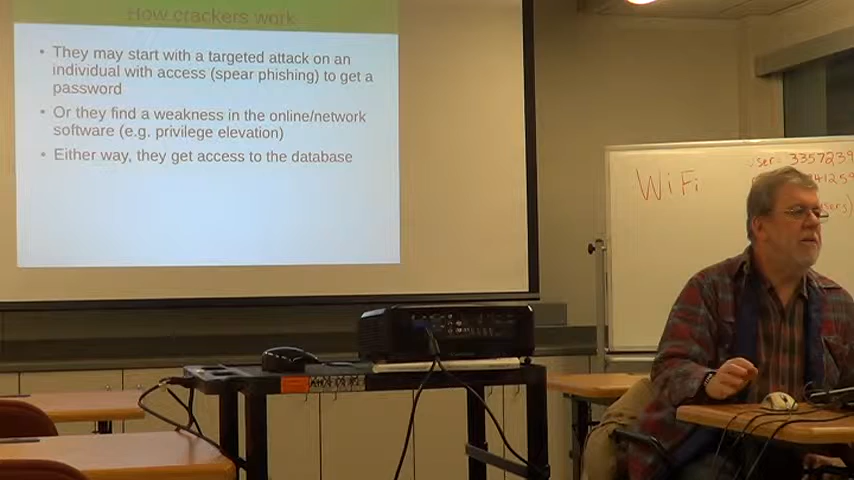 How crackers work
• They may start with a targeted attack on an
individual with access (spear phishing) to get a
password
• Or they find a weakness in the online/network
software (e.g. privilege elevation)
• Either way, they get access to the database
WiFi
user= 3357239